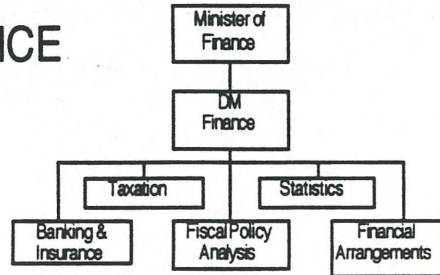 ICE
Minister of
Finance
DM
Finance
Taxation
Statistics
Banking &
Insurance
Fiscal Policy
Analysis
Financial
Arrangements